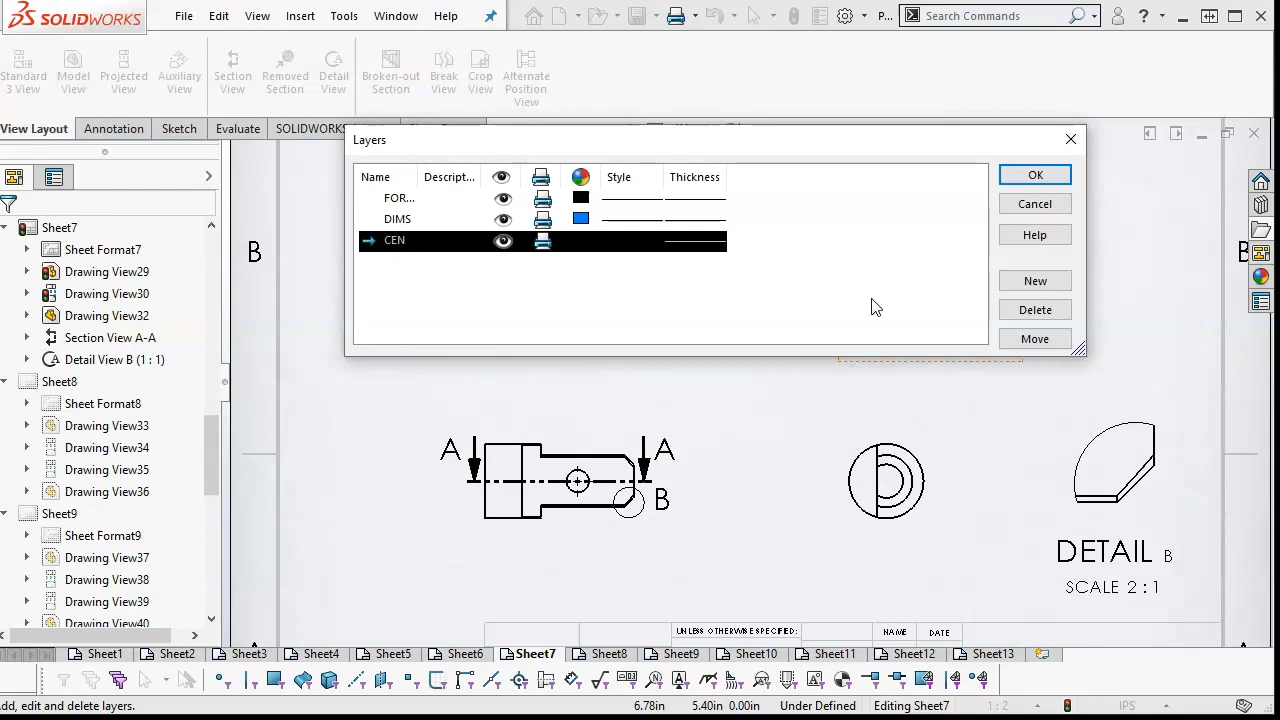 SOLIDWORKS File Edit View Insert Tools Window Help P... Search Commands ?
Standard 3 View Model View Projected View Auxiliary View Section View Removed Section Detail View Broken-out Section Break View Crop View Alternate Position View
View Layout Annotation Sketch Evaluate SOLIDWORKS
Layers
Name Descript... Style Thickness
FOR...
DIMS
CEN
OK
Cancel
Help
New
Delete
Move
Sheet7
Sheet Format7
Drawing View29
Drawing View30
Drawing View32
Section View A-A
Detail View B (1 : 1)
Sheet8
Sheet Format8
Drawing View33
Drawing View34
Drawing View35
Drawing View36
Sheet9
Sheet Format9
Drawing View37
Drawing View38
Drawing View39
Drawing View40
B B
A A
B
DETAIL B
SCALE 2 : 1
UNLESS OTHERWISE SPECIFIED: NAME DATE
Sheet1 Sheet2 Sheet3 Sheet4 Sheet5 Sheet6 Sheet7 Sheet8 Sheet9 Sheet10 Sheet11 Sheet12 Sheet13
dd, edit and delete layers. 6.78in 5.40in 0.00in Under Defined Editing Sheet7 1 : 2 IPS